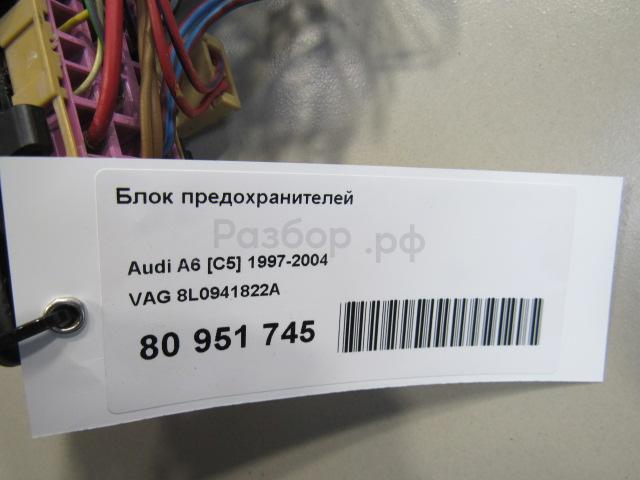 Блок предохранителей
Разбор.рф
Audi A6 [C5] 1997-2004
VAG 8L0941822A
80 951 745